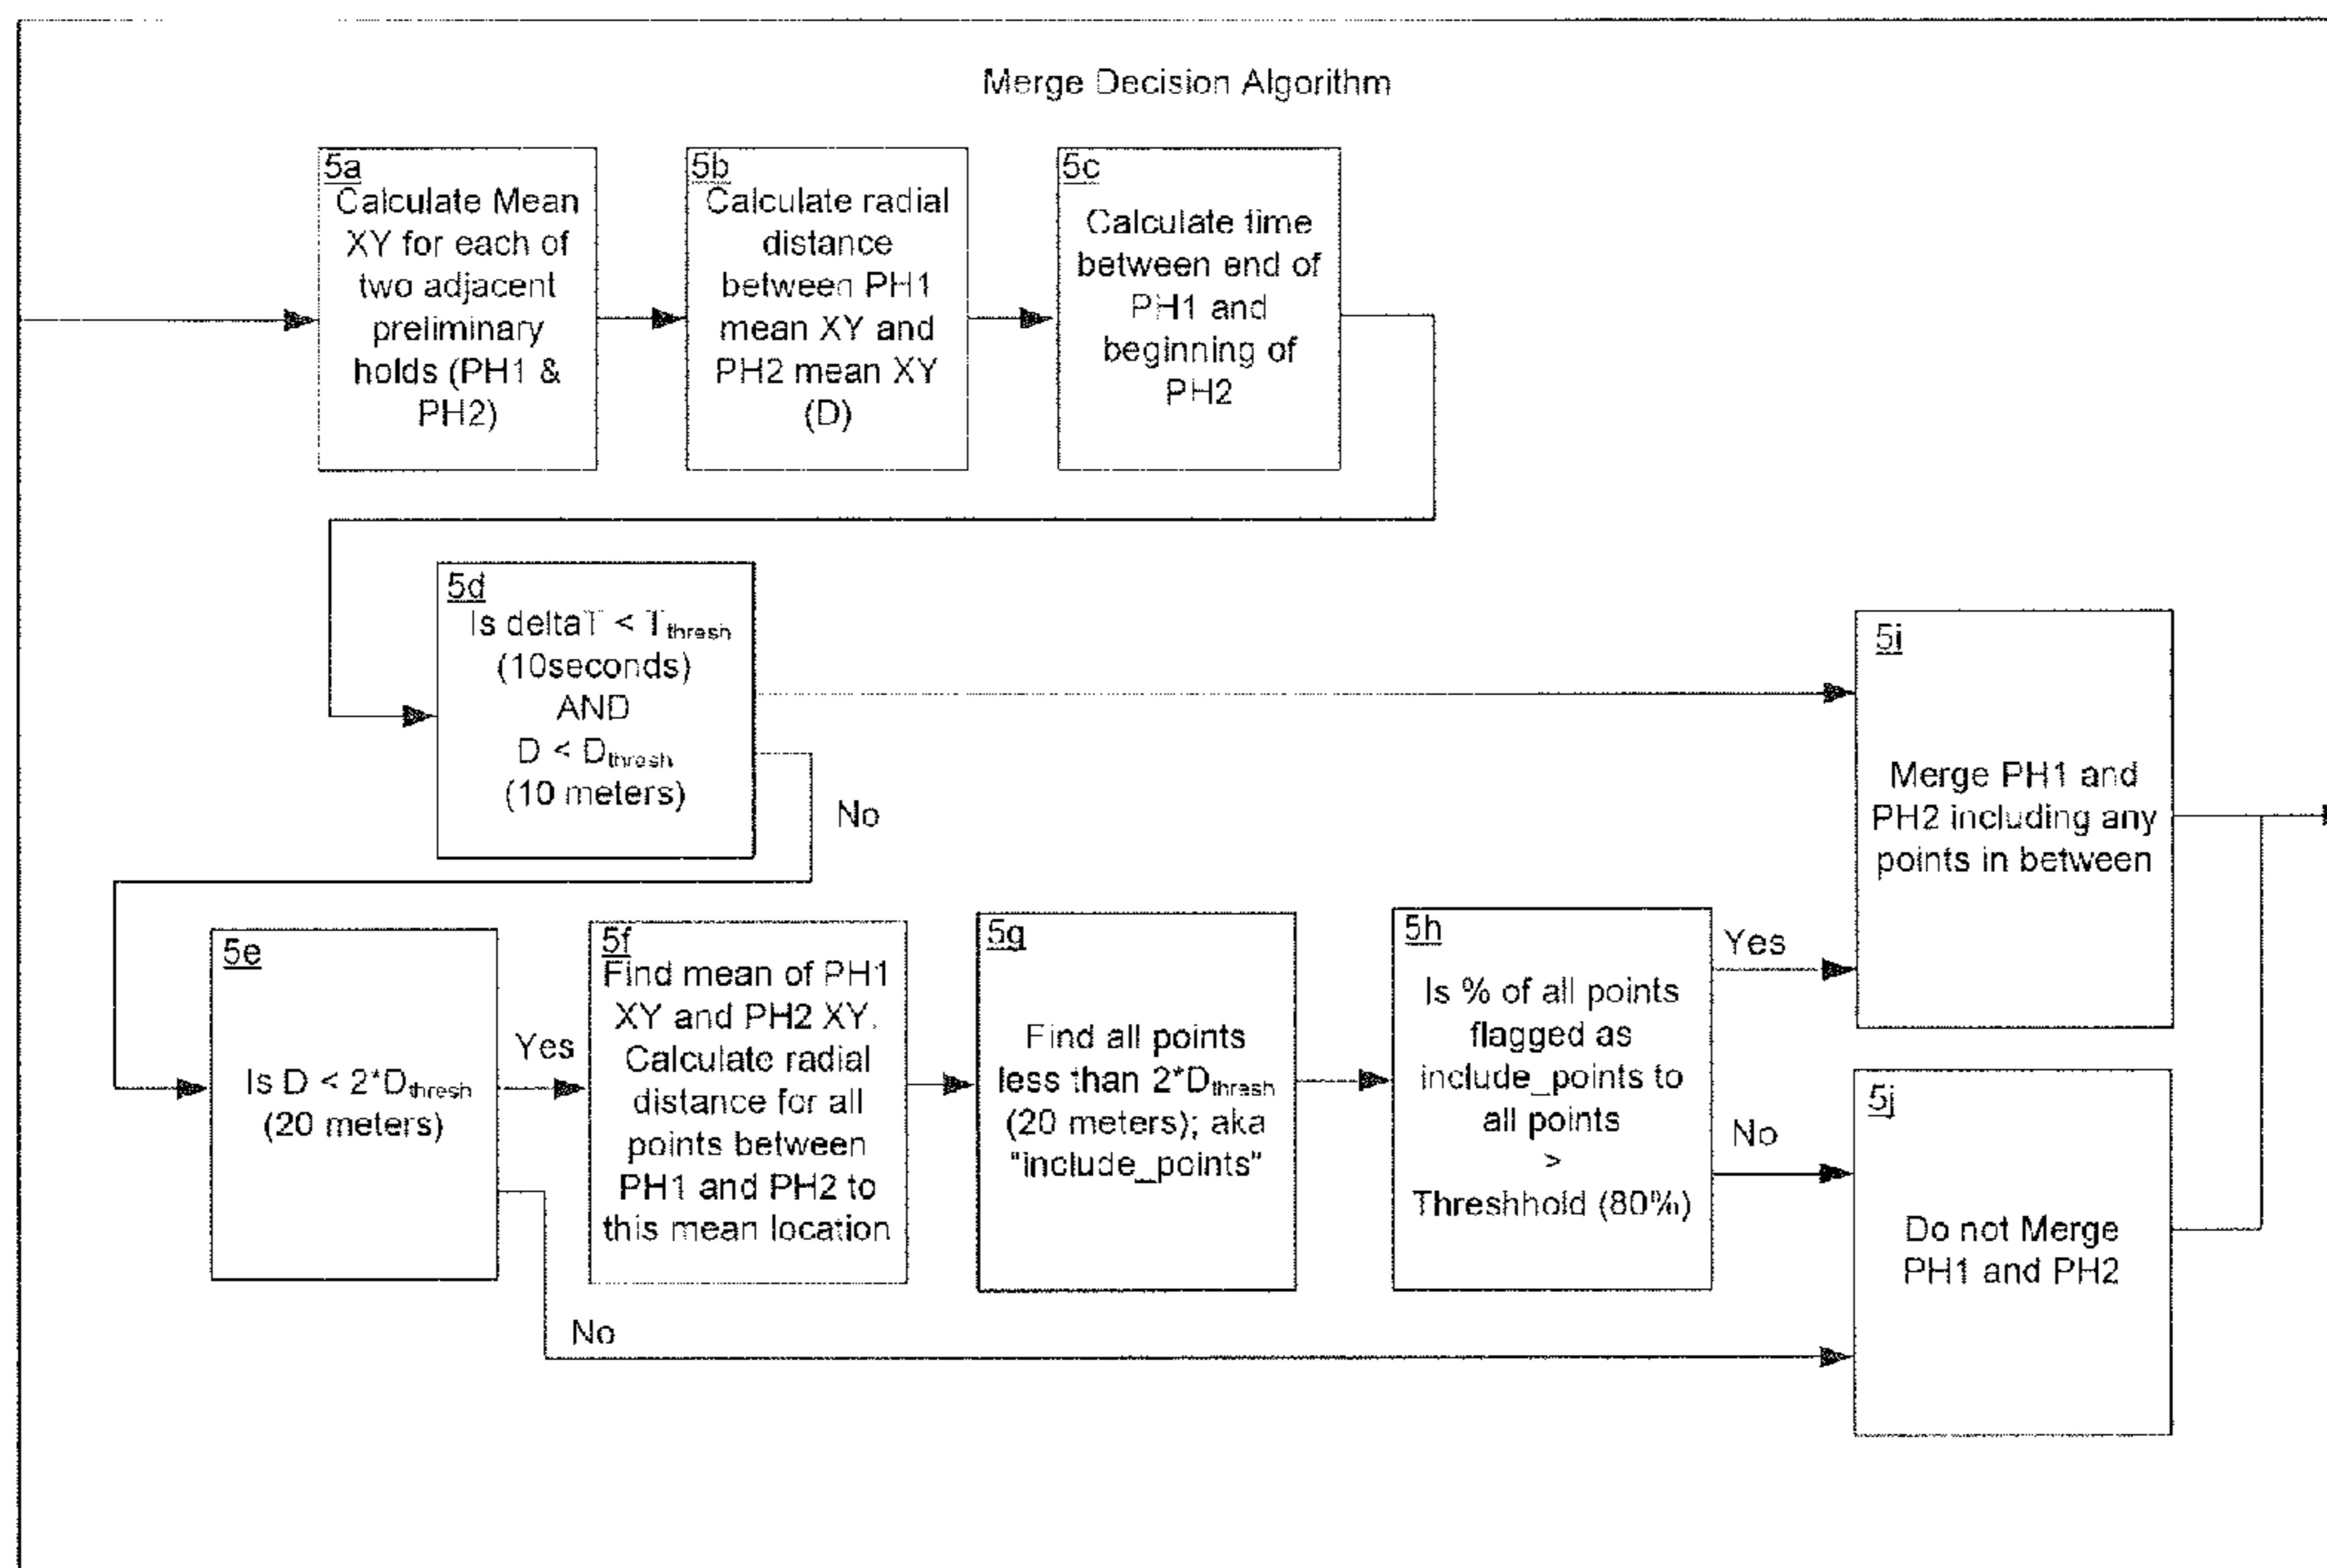 Merge Decision Algorithm
5a
Calculate Mean
XY for each of
two adjacent
preliminary
holds (PH1 &
PH2)
5b
Calculate radial
distance
between PH1
mean XY and
PH2 mean XY
(D)
5c
Calculate time
between end of
PH1 and
beginning of
PH2
5d
Is deltaT < Tthresh
(10seconds)
AND
D < Dthresh
(10 meters)
No
5e
Is D < 2*Dthresh
(20 meters)
Yes
No
5f
Find mean of PH1
XY and PH2 XY.
Calculate radial
distance for all
points between
PH1 and PH2 to
this mean location
5g
Find all points
less than 2*Dthresh
(20 meters); aka
"include_points"
5h
Is % of all points
flagged as
include_points to
all points
>
Threshhold (80%)
Yes
No
5i
Merge PH1 and
PH2 including any
points in between
5j
Do not Merge
PH1 and PH2